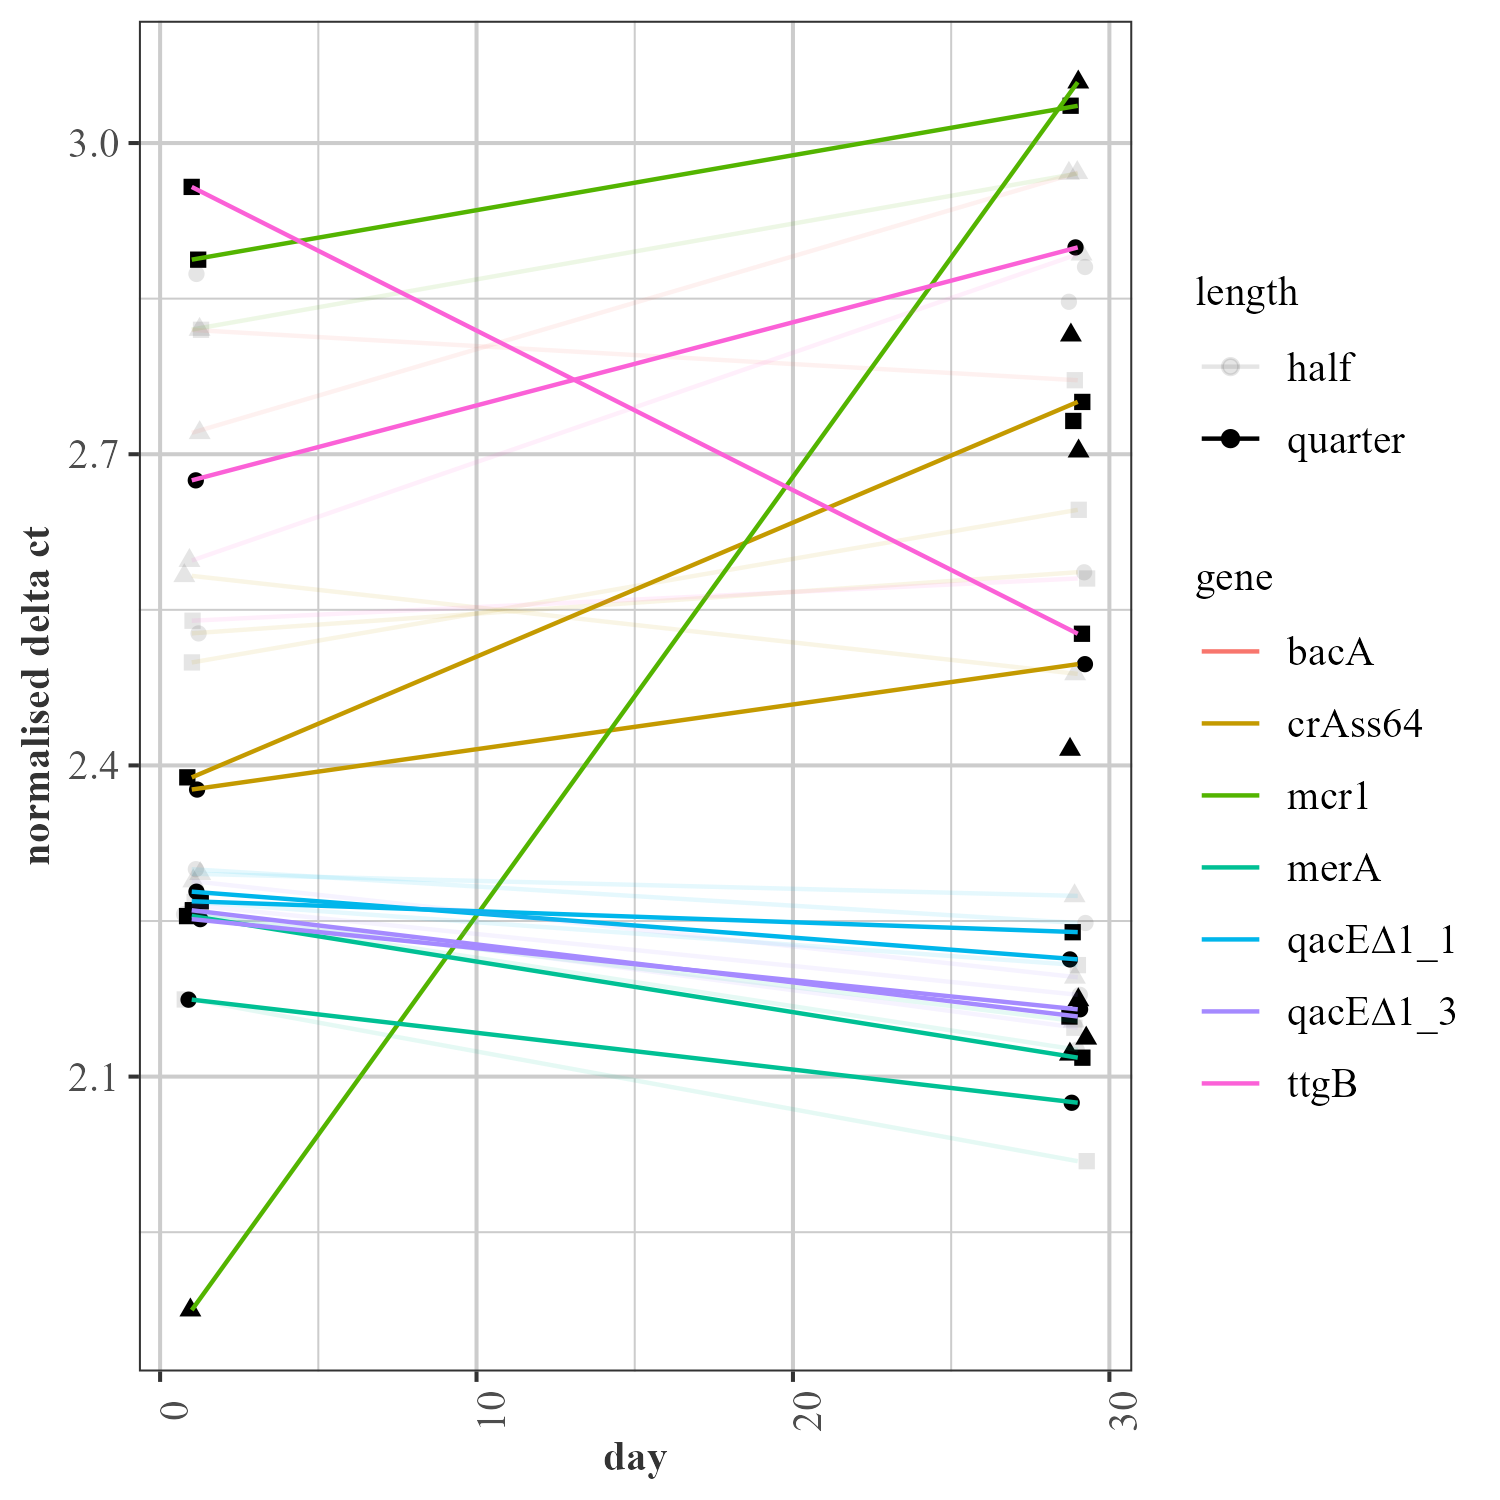 3.0
2.7
2.4
2.1
normalised delta ct
0
10
20
30
day
length
half
quarter
gene
bacA
crAss64
mcr1
merA
qacEΔ1_1
qacEΔ1_3
ttgB